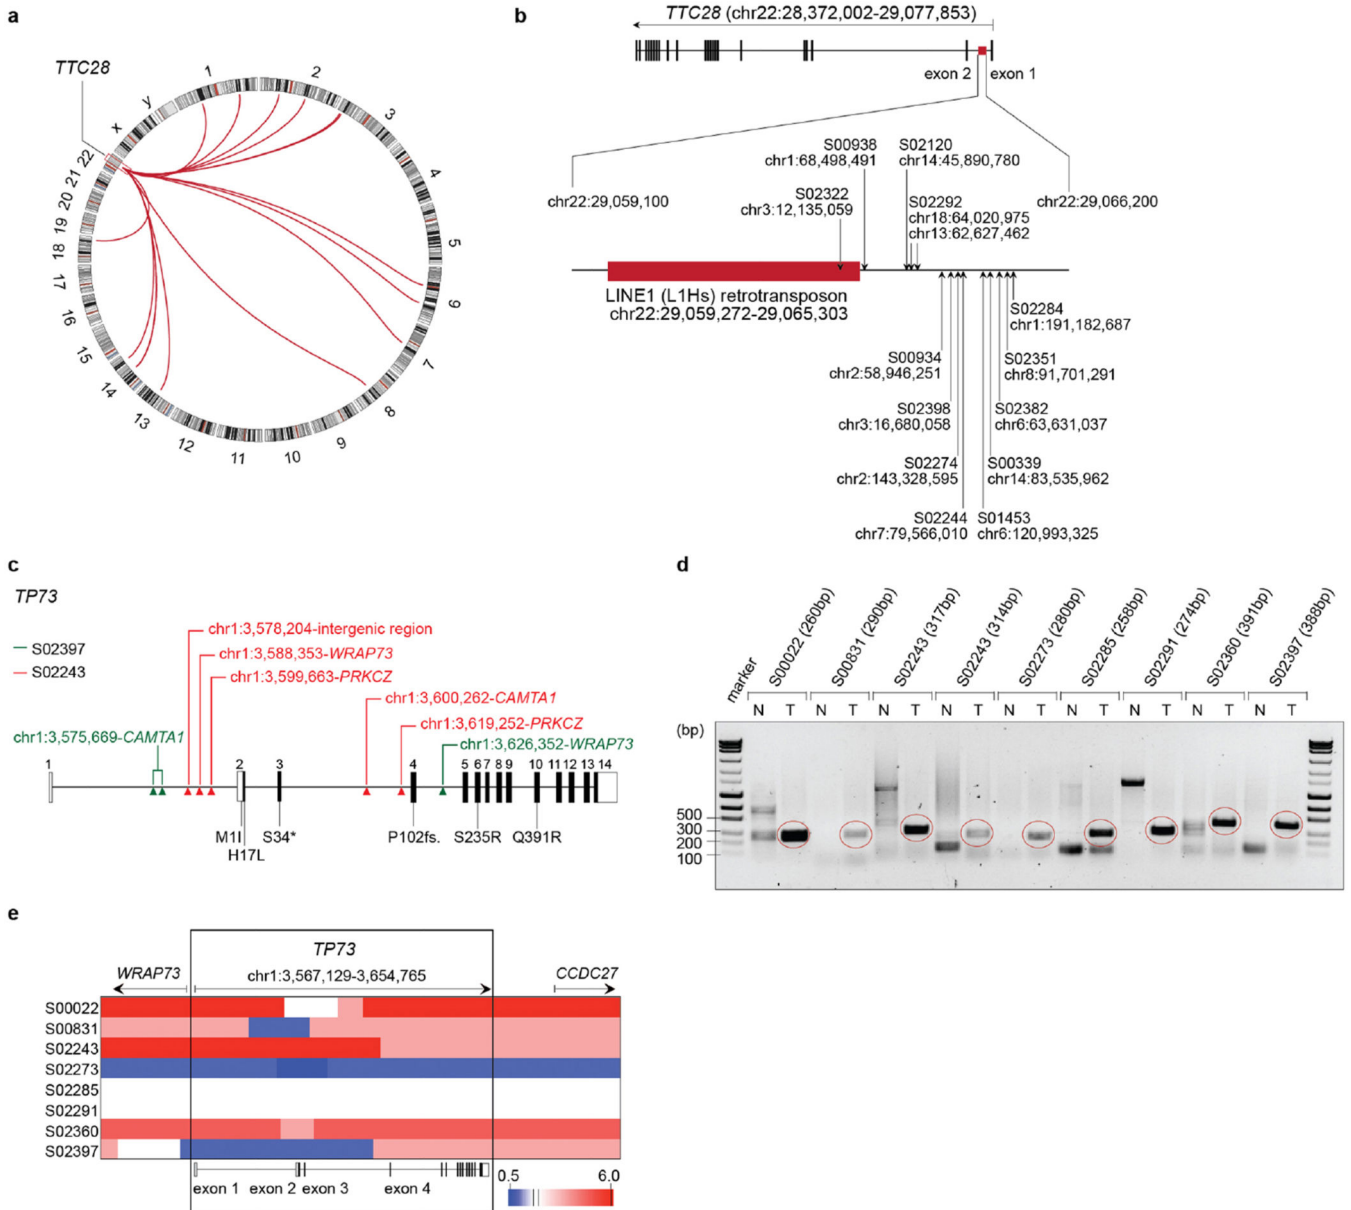 a
TTC28
1
2
3
4
5
6
7
8
9
10
11
12
13
14
15
16
17
18
19
20
21
22
x
y
b
TTC28 (chr22:28,372,002-29,077,853)
exon 2
exon 1
S00938
chr1:68,498,491
S02120
chr14:45,890,780
S02322
chr3:12,135,059
S02292
chr18:64,020,975
chr13:62,627,462
chr22:29,059,100
chr22:29,066,200
LINE1 (L1Hs) retrotransposon
chr22:29,059,272-29,065,303
S02284
chr1:191,182,687
S00934
chr2:58,946,251
S02351
chr8:91,701,291
S02398
chr3:16,680,058
S02382
chr6:63,631,037
S02274
chr2:143,328,595
S00339
chr14:83,535,962
S02244
chr7:79,566,010
S01453
chr6:120,993,325
c
TP73
S02397
S02243
chr1:3,578,204-intergenic region
chr1:3,588,353-WRAP73
chr1:3,599,663-PRKCZ
chr1:3,600,262-CAMTA1
chr1:3,619,252-PRKCZ
chr1:3,575,669-CAMTA1
chr1:3,626,352-WRAP73
1 2 3 4 5 6 7 8 9 10 11 12 13 14
M1I
H17L
S34*
P102fs.
S235R
Q391R
d
marker
S00022 (260bp)
S00831 (290bp)
S02243 (317bp)
S02243 (314bp)
S02273 (280bp)
S02285 (258bp)
S02291 (274bp)
S02360 (391bp)
S02397 (388bp)
N T N T N T N T N T N T N T N T N T
(bp)
500
300
200
100
e
TP73
WRAP73
chr1:3,567,129-3,654,765
CCDC27
S00022
S00831
S02243
S02273
S02285
S02291
S02360
S02397
exon 1 exon 2 exon 3 exon 4
0.5 6.0